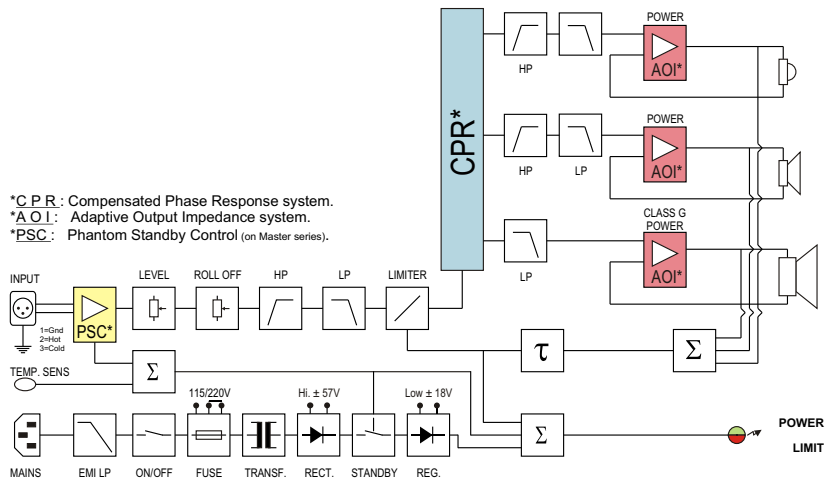 POWER
HP
AOI*
CPR*
POWER
HP
LP
AOI*
*C P R : Compensated Phase Response system.
*A O I : Adaptive Output Impedance system.
*PSC : Phantom Standby Control (on Master series).
CLASS G
POWER
LP
AOI*
INPUT
LEVEL
ROLL OFF
HP
LP
LIMITER
1=Gnd
2=Hot
3=Cold
PSC*
τ
Σ
TEMP. SENS
Σ
115/220V
Hi. ± 57V
Low ± 18V
Σ
POWER
LIMIT
MAINS
EMI LP
ON/OFF
FUSE
TRANSF.
RECT.
STANDBY
REG.